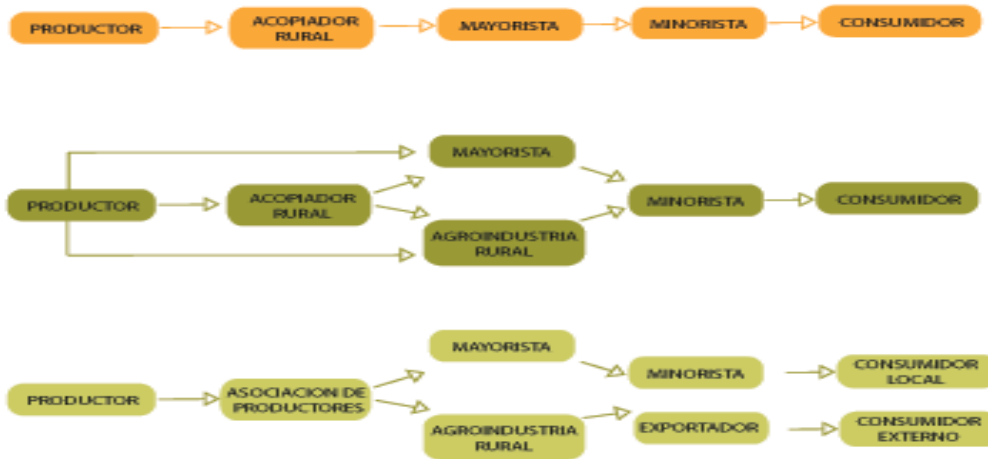 PRODUCTOR
ACOPIADOR
RURAL
MAYORISTA
MINORISTA
CONSUMIDOR
MAYORISTA
PRODUCTOR
ACOPIADOR
RURAL
AGROINDUSTRIA
RURAL
MINORISTA
CONSUMIDOR
MAYORISTA
PRODUCTOR
ASOCIACION DE
PRODUCTORES
AGROINDUSTRIA
RURAL
MINORISTA
EXPORTADOR
CONSUMIDOR
LOCAL
CONSUMIDOR
EXTERNO